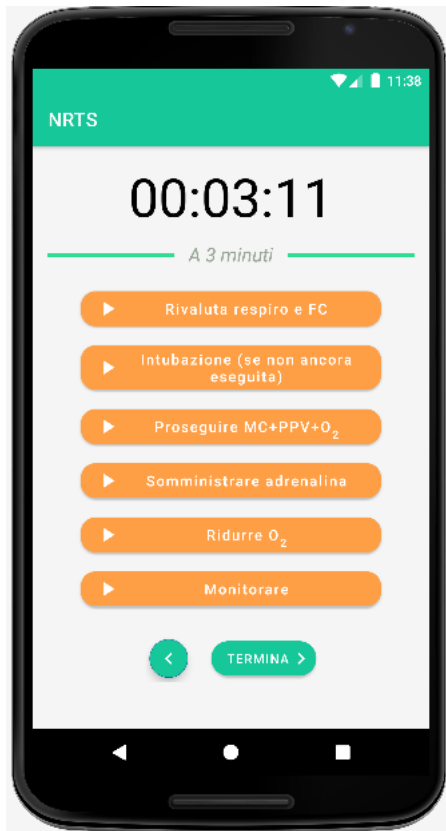 11:38
NRTS
00:03:11
A 3 minuti
Rivaluta respiro e FC
Intubazione (se non ancora
eseguita)
Proseguire MC+PPV+O₂
Somministrare adrenalina
Ridurre O₂
Monitorare
TERMINA